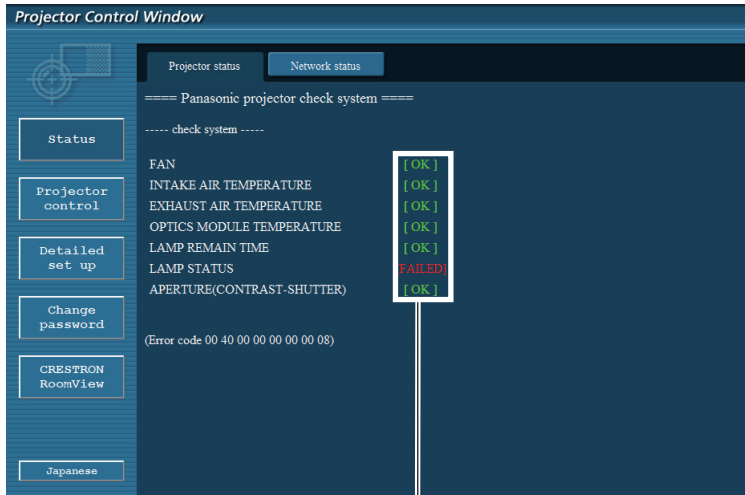 Projector Control Window
Projector status Network status
==== Panasonic projector check system ====
----- check system -----
Status
FAN [ OK ]
INTAKE AIR TEMPERATURE [ OK ]
Projector control
EXHAUST AIR TEMPERATURE [ OK ]
OPTICS MODULE TEMPERATURE [ OK ]
Detailed set up
LAMP REMAIN TIME [ OK ]
LAMP STATUS FAILED]
APERTURE(CONTRAST-SHUTTER) [ OK ]
Change password
(Error code 00 40 00 00 00 00 00 08)
CRESTRON RoomView
Japanese